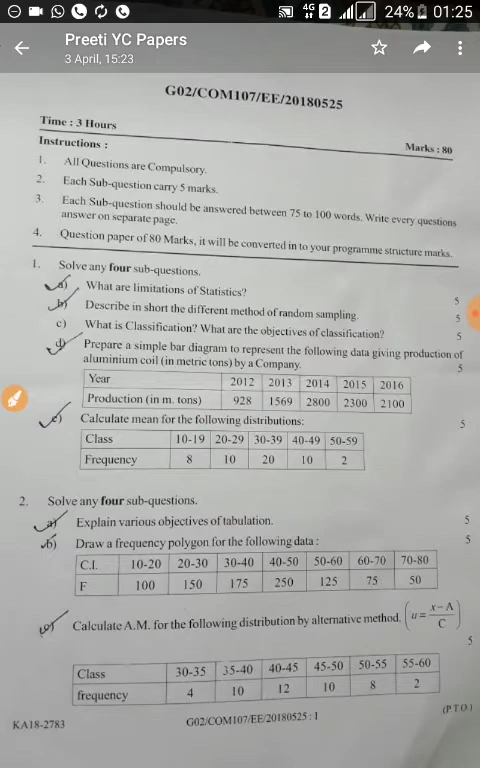 4G 2 24% 01:25
Preeti YC Papers
3 April, 15:23
G02/COM107/EE/20180525
Time : 3 Hours
Marks : 80
Instructions :
1. All Questions are Compulsory.
2. Each Sub-question carry 5 marks.
3. Each Sub-question should be answered between 75 to 100 words. Write every questions
answer on separate page.
4. Question paper of 80 Marks, it will be converted in to your programme structure marks.
1. Solve any four sub-questions.
a) What are limitations of Statistics? 5
b) Describe in short the different method of random sampling. 5
c) What is Classification? What are the objectives of classification? 5
d) Prepare a simple bar diagram to represent the following data giving production of
aluminium coil (in metric tons) by a Company. 5
Year 2012 2013 2014 2015 2016
Production (in m. tons) 928 1569 2800 2300 2100
e) Calculate mean for the following distributions: 5
Class 10-19 20-29 30-39 40-49 50-59
Frequency 8 10 20 10 2
2. Solve any four sub-questions.
a) Explain various objectives of tabulation. 5
b) Draw a frequency polygon for the following data : 5
C.I. 10-20 20-30 30-40 40-50 50-60 60-70 70-80
F 100 150 175 250 125 75 50
c) Calculate A.M. for the following distribution by alternative method. (u = x – A / C)
5
Class 30-35 35-40 40-45 45-50 50-55 55-60
frequency 4 10 12 10 8 2
(P.T.O.)
KA18-2783 G02/COM107/EE/20180525 : 1